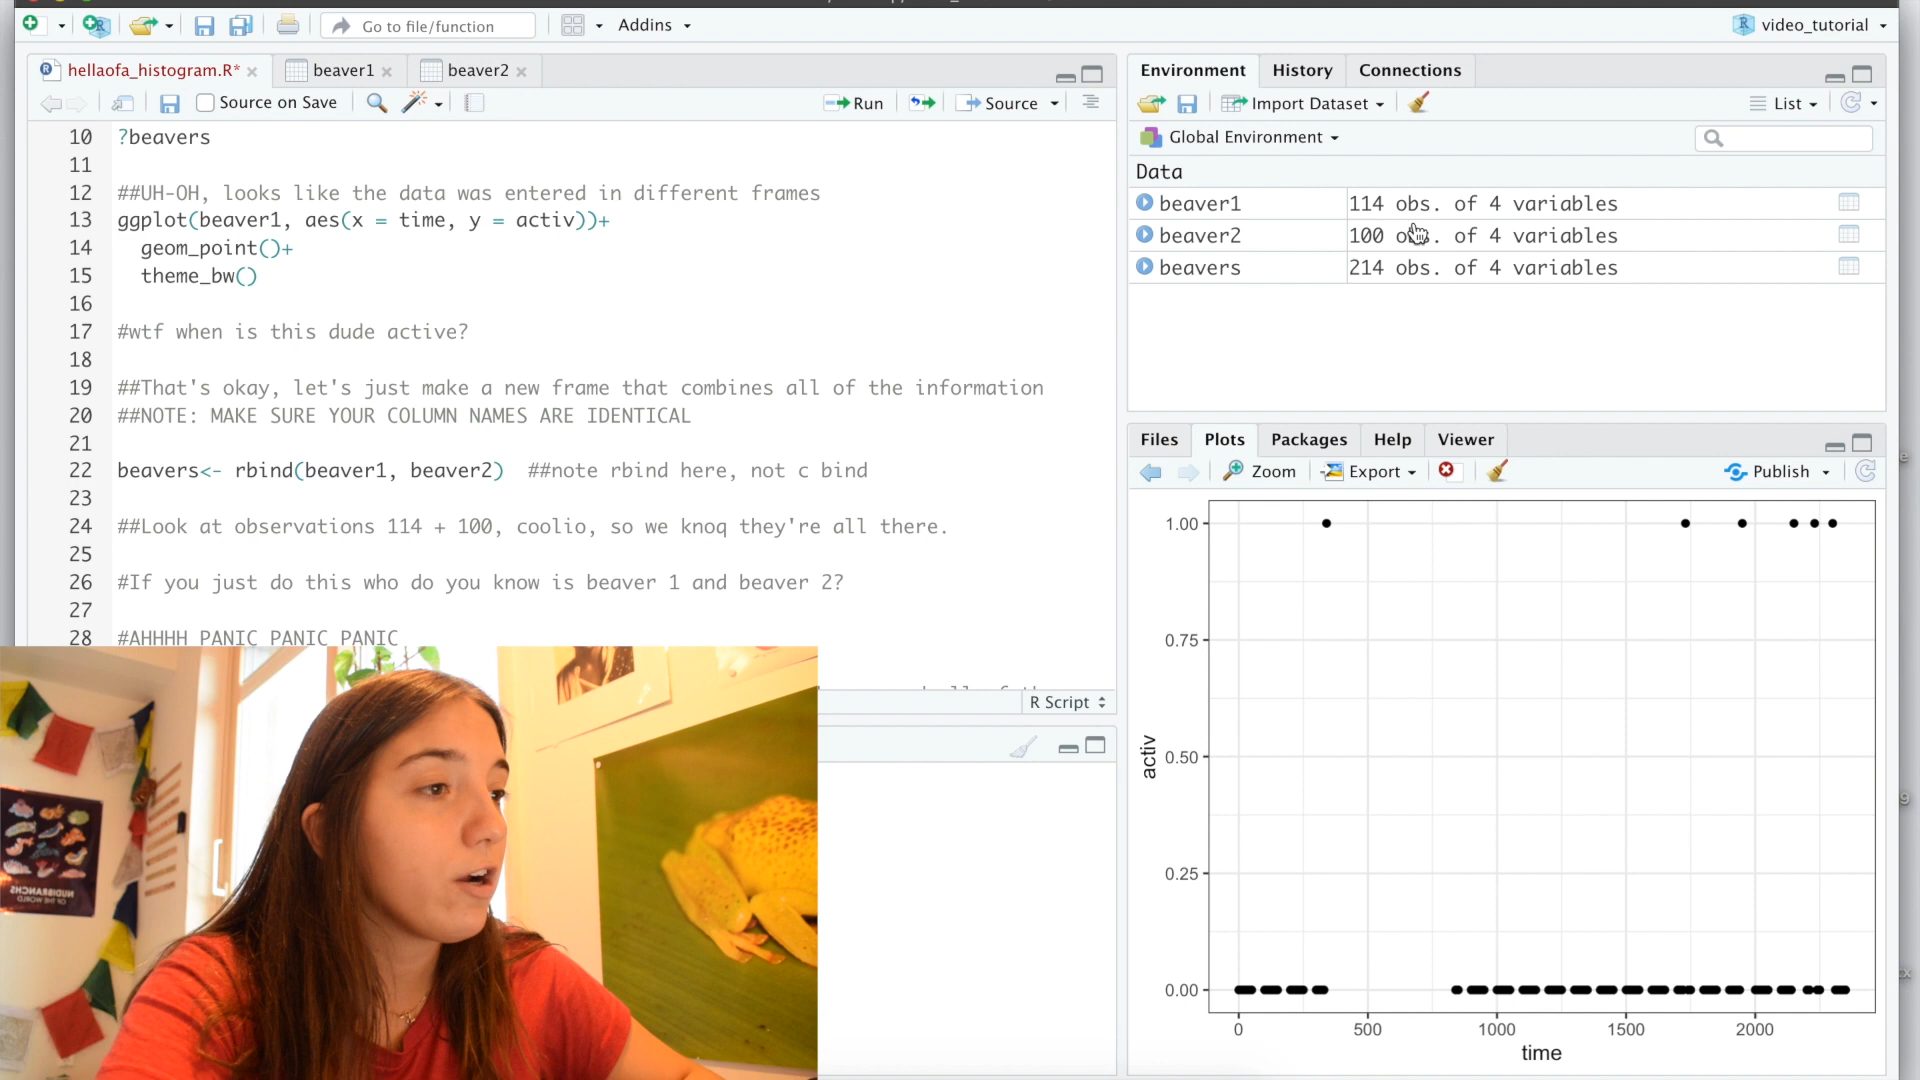 Go to file/function
Addins
video_tutorial
hellaofa_histogram.R*
beaver1
beaver2
Source on Save
Run
Source
10 ?beavers
11
12 ##UH-OH, looks like the data was entered in different frames
13 ggplot(beaver1, aes(x = time, y = activ))+
14 geom_point()+
15 theme_bw()
16
17 #wtf when is this dude active?
18
19 ##That's okay, let's just make a new frame that combines all of the information
20 ##NOTE: MAKE SURE YOUR COLUMN NAMES ARE IDENTICAL
21
22 beavers<- rbind(beaver1, beaver2) ##note rbind here, not c bind
23
24 ##Look at observations 114 + 100, coolio, so we knoq they're all there.
25
26 #If you just do this who do you know is beaver 1 and beaver 2?
27
28 #AHHHH PANIC PANIC PANIC
R Script
Environment
History
Connections
Import Dataset
List
Global Environment
Data
beaver1 114 obs. of 4 variables
beaver2 100 obs. of 4 variables
beavers 214 obs. of 4 variables
Files
Plots
Packages
Help
Viewer
Zoom
Export
Publish
1.00
0.75
0.50
0.25
0.00
activ
0 500 1000 1500 2000
time
NUDIBRANCHS
OF THE WORLD